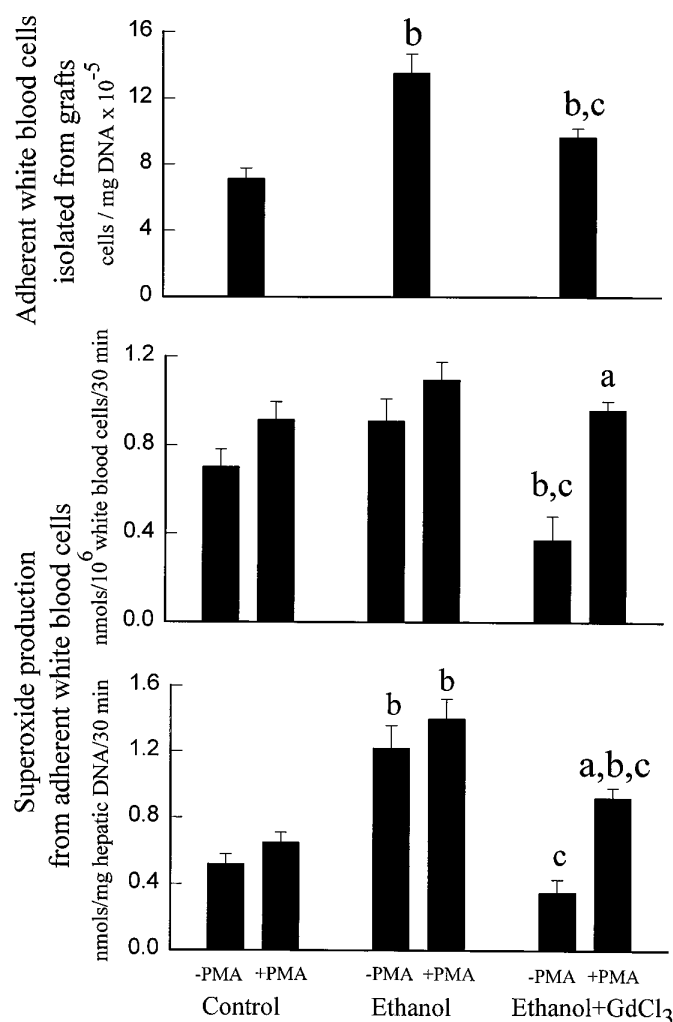 Adherent white blood cells
isolated from grafts
cells / mg DNA x 10-5
16
12
8
4
0
b
b,c
Superoxide production
from adherent white blood cells
nmols/106 white blood cells/30 min
1.2
0.8
0.4
0.0
b,c
a
nmols/mg hepatic DNA/30 min
1.6
1.2
0.8
0.4
0.0
b
b
c
a,b,c
-PMA +PMA -PMA +PMA -PMA +PMA
Control Ethanol Ethanol+GdCl3